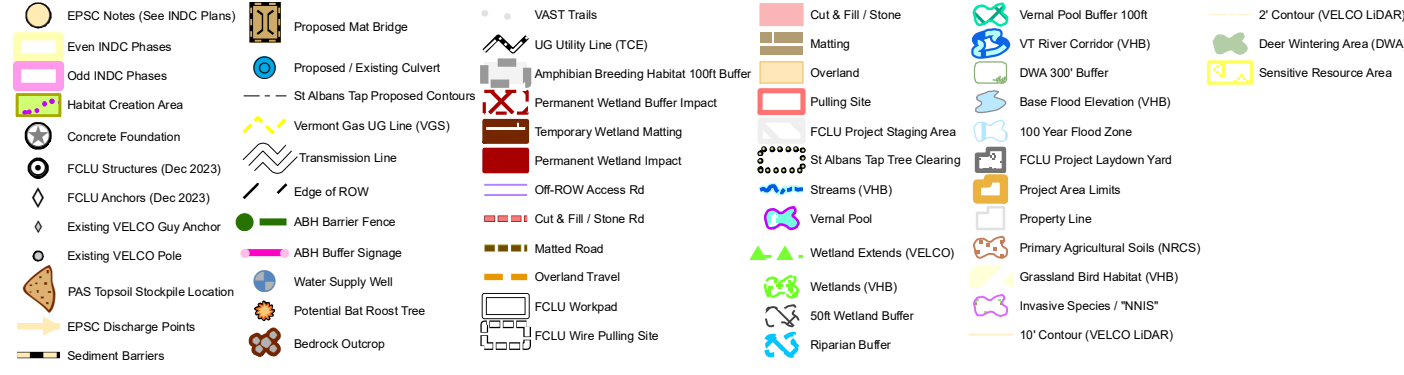 EPSC Notes (See INDC Plans)
Even INDC Phases
Odd INDC Phases
Habitat Creation Area
Concrete Foundation
FCLU Structures (Dec 2023)
FCLU Anchors (Dec 2023)
Existing VELCO Guy Anchor
Existing VELCO Pole
PAS Topsoil Stockpile Location
EPSC Discharge Points
Sediment Barriers
Proposed Mat Bridge
Proposed / Existing Culvert
St Albans Tap Proposed Contours
Vermont Gas UG Line (VGS)
Transmission Line
Edge of ROW
ABH Barrier Fence
ABH Buffer Signage
Water Supply Well
Potential Bat Roost Tree
Bedrock Outcrop
VAST Trails
UG Utility Line (TCE)
Amphibian Breeding Habitat 100ft Buffer
Permanent Wetland Buffer Impact
Temporary Wetland Matting
Permanent Wetland Impact
Off-ROW Access Rd
Cut & Fill / Stone Rd
Matted Road
Overland Travel
FCLU Workpad
FCLU Wire Pulling Site
Cut & Fill / Stone
Matting
Overland
Pulling Site
FCLU Project Staging Area
St Albans Tap Tree Clearing
Streams (VHB)
Vernal Pool
Wetland Extends (VELCO)
Wetlands (VHB)
50ft Wetland Buffer
Riparian Buffer
Vernal Pool Buffer 100ft
VT River Corridor (VHB)
DWA 300' Buffer
Base Flood Elevation (VHB)
100 Year Flood Zone
FCLU Project Laydown Yard
Project Area Limits
Property Line
Primary Agricultural Soils (NRCS)
Grassland Bird Habitat (VHB)
Invasive Species / "NNIS"
10' Contour (VELCO LiDAR)
2' Contour (VELCO LiDAR)
Deer Wintering Area (DWA
Sensitive Resource Area